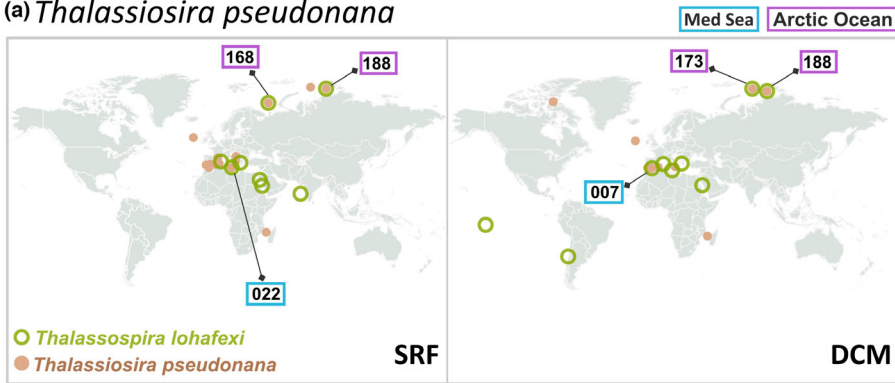 (a) Thalassiosira pseudonana
Med Sea Arctic Ocean
168
188
022
Thalassospira lohafexi
Thalassiosira pseudonana
SRF
173
188
007
DCM